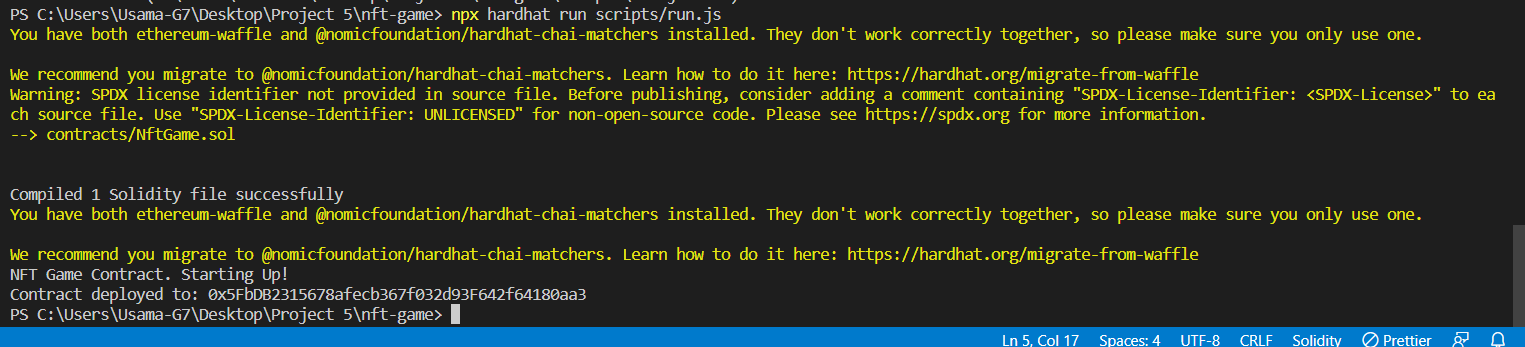 PS C:\Users\Usama-G7\Desktop\Project 5\nft-game> npx hardhat run scripts/run.js
You have both ethereum-waffle and @nomicfoundation/hardhat-chai-matchers installed. They don't work correctly together, so please make sure you only use one.
We recommend you migrate to @nomicfoundation/hardhat-chai-matchers. Learn how to do it here: https://hardhat.org/migrate-from-waffle
Warning: SPDX license identifier not provided in source file. Before publishing, consider adding a comment containing "SPDX-License-Identifier: <SPDX-License>" to ea
ch source file. Use "SPDX-License-Identifier: UNLICENSED" for non-open-source code. Please see https://spdx.org for more information.
--> contracts/NftGame.sol
Compiled 1 Solidity file successfully
You have both ethereum-waffle and @nomicfoundation/hardhat-chai-matchers installed. They don't work correctly together, so please make sure you only use one.
We recommend you migrate to @nomicfoundation/hardhat-chai-matchers. Learn how to do it here: https://hardhat.org/migrate-from-waffle
NFT Game Contract. Starting Up!
Contract deployed to: 0x5FbDB2315678afecb367f032d93F642f64180aa3
PS C:\Users\Usama-G7\Desktop\Project 5\nft-game>
Ln 5, Col 17 Spaces: 4 UTF-8 CRLF Solidity Prettier